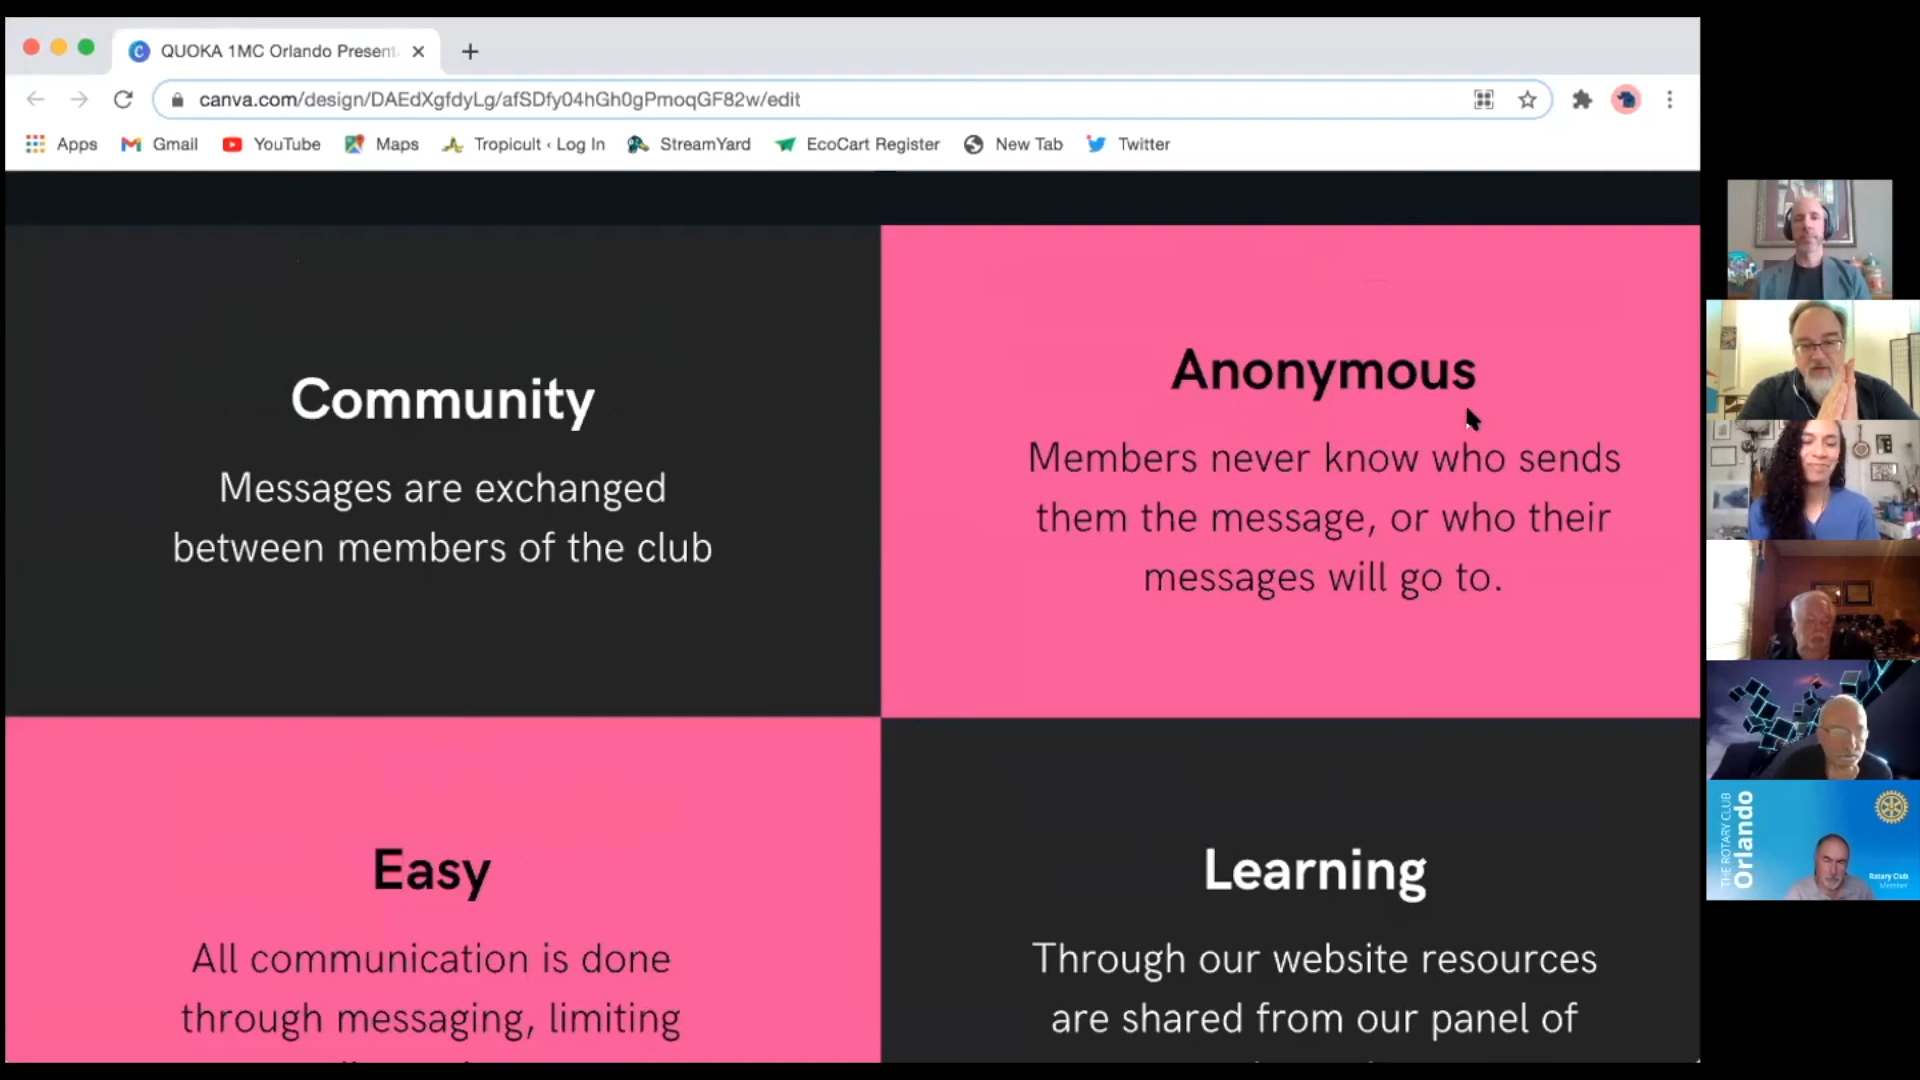 QUOKA 1MC Orlando Present
canva.com/design/DAEdXgfdyLg/afSDfy04hGh0gPmoqGF82w/edit
Apps Gmail YouTube Maps Tropicult ‹ Log In StreamYard EcoCart Register New Tab Twitter
Community
Messages are exchanged
between members of the club
Anonymous
Members never know who sends
them the message, or who their
messages will go to.
Easy
All communication is done
through messaging, limiting
Learning
Through our website resources
are shared from our panel of
THE ROTARY CLUB
Orlando
Rotary Club
Member